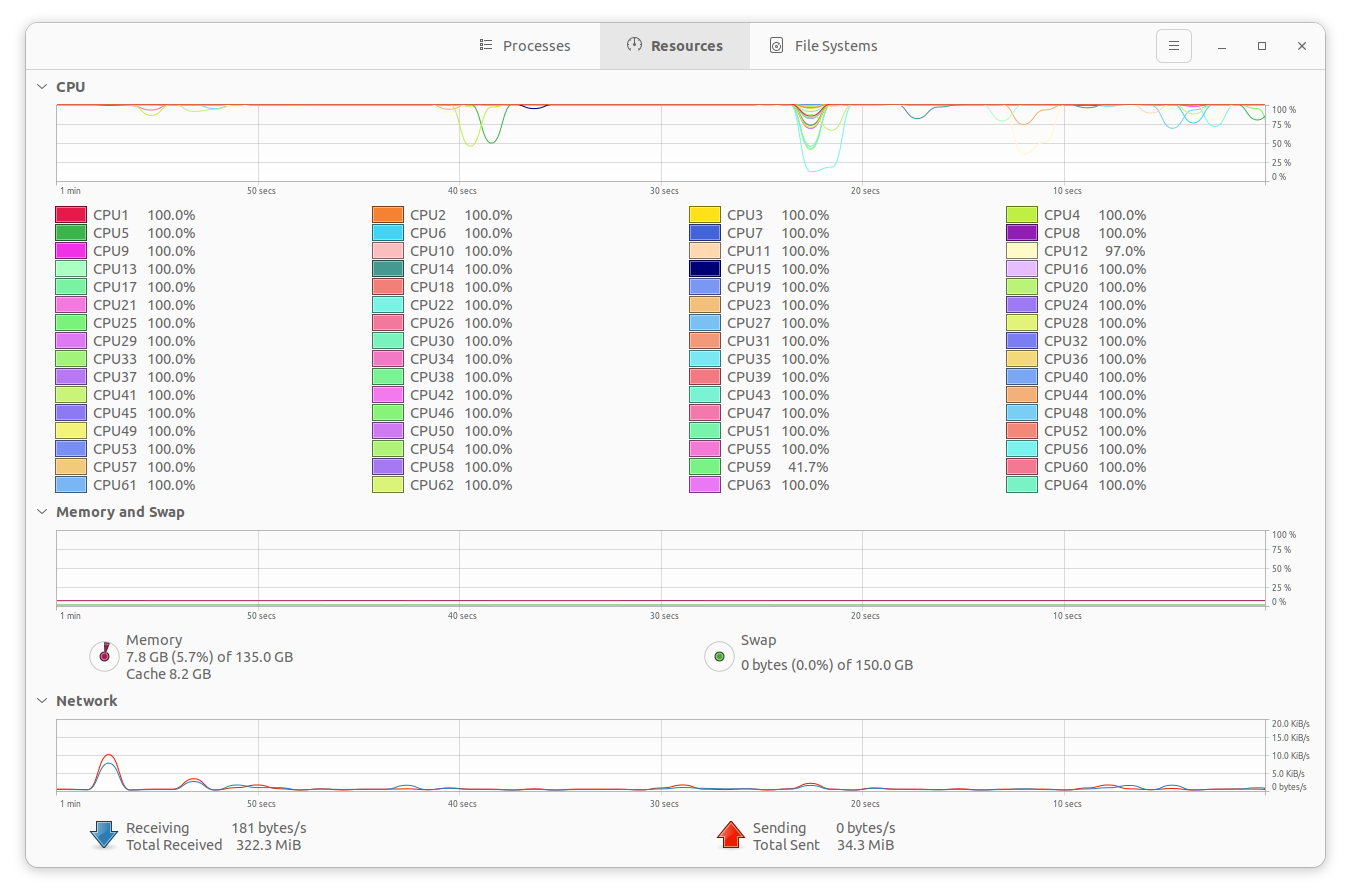 Processes Resources File Systems
CPU
100 %
75 %
50 %
25 %
0 %
1 min 50 secs 40 secs 30 secs 20 secs 10 secs
CPU1 100.0% CPU2 100.0% CPU3 100.0% CPU4 100.0%
CPU5 100.0% CPU6 100.0% CPU7 100.0% CPU8 100.0%
CPU9 100.0% CPU10 100.0% CPU11 100.0% CPU12 97.0%
CPU13 100.0% CPU14 100.0% CPU15 100.0% CPU16 100.0%
CPU17 100.0% CPU18 100.0% CPU19 100.0% CPU20 100.0%
CPU21 100.0% CPU22 100.0% CPU23 100.0% CPU24 100.0%
CPU25 100.0% CPU26 100.0% CPU27 100.0% CPU28 100.0%
CPU29 100.0% CPU30 100.0% CPU31 100.0% CPU32 100.0%
CPU33 100.0% CPU34 100.0% CPU35 100.0% CPU36 100.0%
CPU37 100.0% CPU38 100.0% CPU39 100.0% CPU40 100.0%
CPU41 100.0% CPU42 100.0% CPU43 100.0% CPU44 100.0%
CPU45 100.0% CPU46 100.0% CPU47 100.0% CPU48 100.0%
CPU49 100.0% CPU50 100.0% CPU51 100.0% CPU52 100.0%
CPU53 100.0% CPU54 100.0% CPU55 100.0% CPU56 100.0%
CPU57 100.0% CPU58 100.0% CPU59 41.7% CPU60 100.0%
CPU61 100.0% CPU62 100.0% CPU63 100.0% CPU64 100.0%
Memory and Swap
100 %
75 %
50 %
25 %
0 %
1 min 50 secs 40 secs 30 secs 20 secs 10 secs
Memory
7.8 GB (5.7%) of 135.0 GB
Cache 8.2 GB
Swap
0 bytes (0.0%) of 150.0 GB
Network
20.0 KiB/s
15.0 KiB/s
10.0 KiB/s
5.0 KiB/s
0 bytes/s
1 min 50 secs 40 secs 30 secs 20 secs 10 secs
Receiving 181 bytes/s
Total Received 322.3 MiB
Sending 0 bytes/s
Total Sent 34.3 MiB